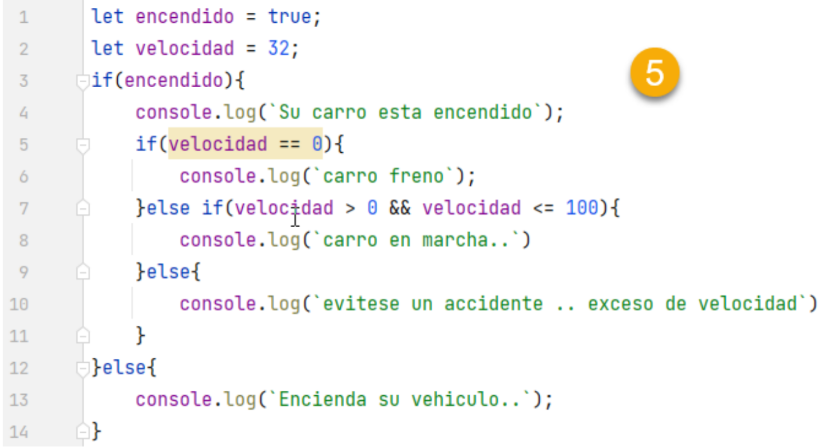 1 let encendido = true;
2 let velocidad = 32;
3 if(encendido){
5
4 console.log(`Su carro esta encendido`);
5 if(velocidad == 0){
6 console.log(`carro freno`);
7 }else if(velocidad > 0 && velocidad <= 100){
8 console.log(`carro en marcha..`)
9 }else{
10 console.log(`evitese un accidente .. exceso de velocidad`)
11 }
12 }else{
13 console.log(`Encienda su vehiculo..`);
14 }